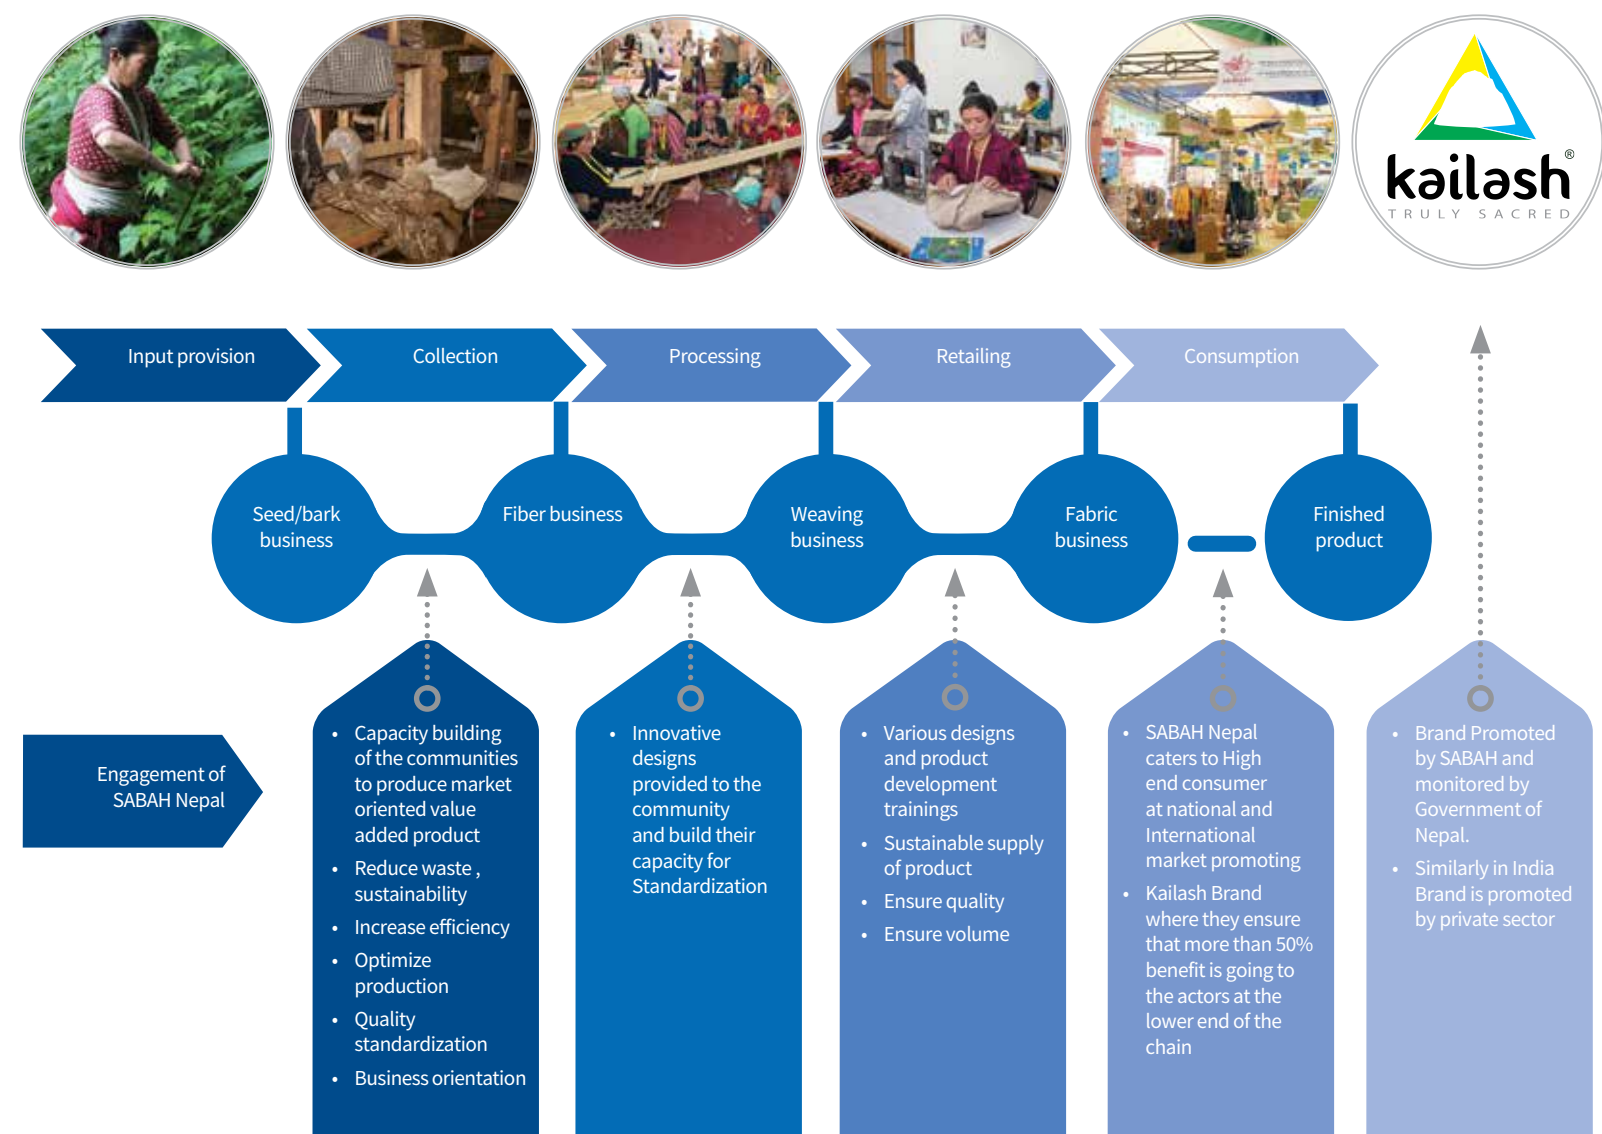 kailash®
TRULY SACRED
Input provision
Collection
Processing
Retailing
Consumption
Seed/bark
business
Fiber business
Weaving
business
Fabric
business
Finished
product
Engagement of
SABAH Nepal
• Capacity building
of the communities
to produce market
oriented value
added product
• Reduce waste ,
sustainability
• Increase efficiency
• Optimize
production
• Quality
standardization
• Business orientation
• Innovative
designs
provided to the
community
and build their
capacity for
Standardization
• Various designs
and product
development
trainings
• Sustainable supply
of product
• Ensure quality
• Ensure volume
• SABAH Nepal
caters to High
end consumer
at national and
International
market promoting
• Kailash Brand
where they ensure
that more than 50%
benefit is going to
the actors at the
lower end of the
chain
• Brand Promoted
by SABAH and
monitored by
Government of
Nepal.
• Similarly in India
Brand is promoted
by private sector